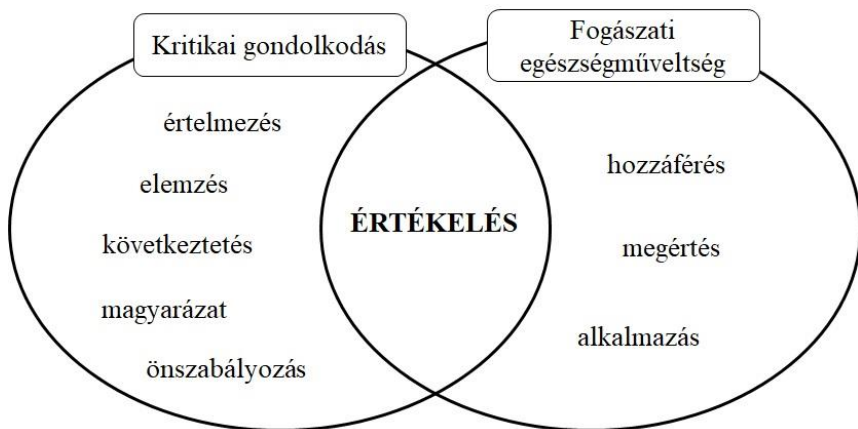 Kritikai gondolkodás
Fogászati
egészségműveltség
értelmezés
elemzés
következtetés
magyarázat
önszabályozás
ÉRTÉKELÉS
hozzáférés
megértés
alkalmazás